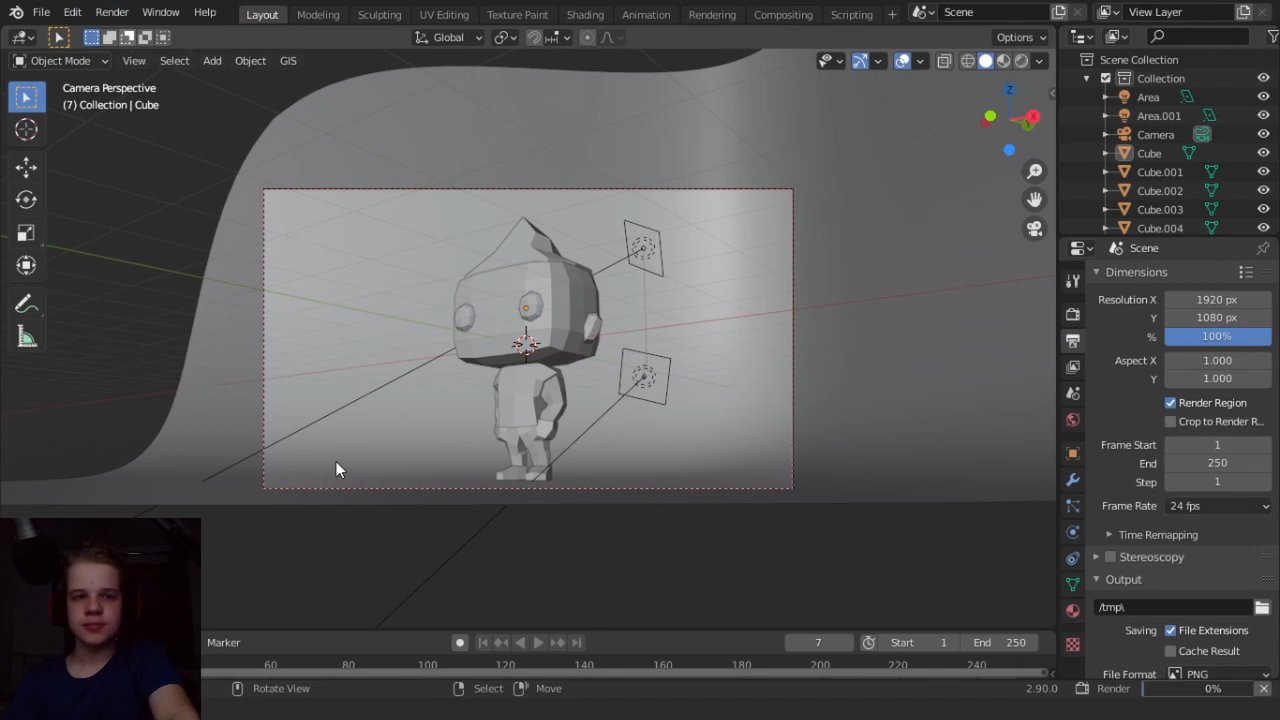 File Edit Render Window Help Layout Modeling Sculpting UV Editing Texture Paint Shading Animation Rendering Compositing Scripting Scene View Layer
Global Options
Object Mode View Select Add Object GIS
Camera Perspective
(7) Collection | Cube
Z
X
Scene Collection
Collection
Area
Area.001
Camera
Cube
Cube.001
Cube.002
Cube.003
Cube.004
Scene
Dimensions
Resolution X 1920 px
Y 1080 px
% 100%
Aspect X 1.000
Y 1.000
Render Region
Crop to Render R...
Frame Start 1
End 250
Step 1
Frame Rate 24 fps
Time Remapping
Stereoscopy
Output
/tmp\
Saving File Extensions
Cache Result
File Format PNG
Marker 7 Start 1 End 250
60 80 100 120 140 160 180 200 220 240
Rotate View Select Move 2.90.0 Render 0%